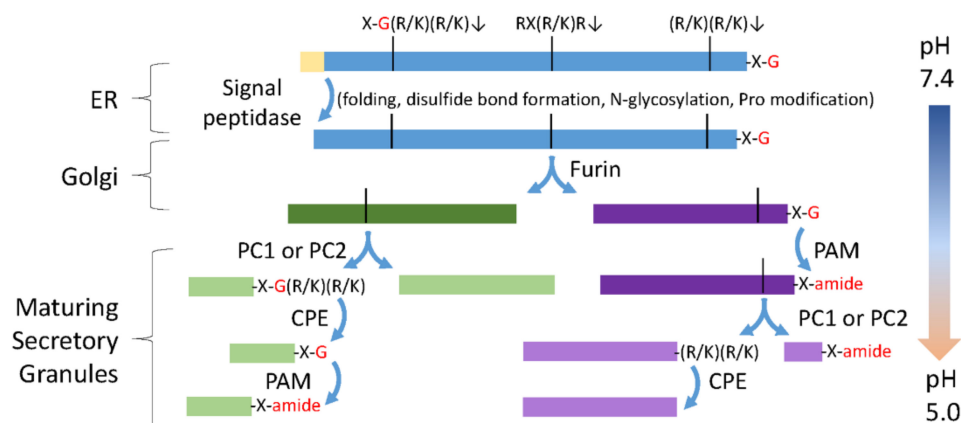 X-G(R/K)(R/K)↓ RX(R/K)R↓ (R/K)(R/K)↓
pH
7.4
-X-G
ER
Signal
peptidase
(folding, disulfide bond formation, N-glycosylation, Pro modification)
-X-G
Golgi
Furin
-X-G
PC1 or PC2
PAM
-X-G(R/K)(R/K)
-X-amide
Maturing
Secretory
Granules
CPE
PC1 or PC2
-X-G
-(R/K)(R/K)
-X-amide
PAM
CPE
-X-amide
pH
5.0